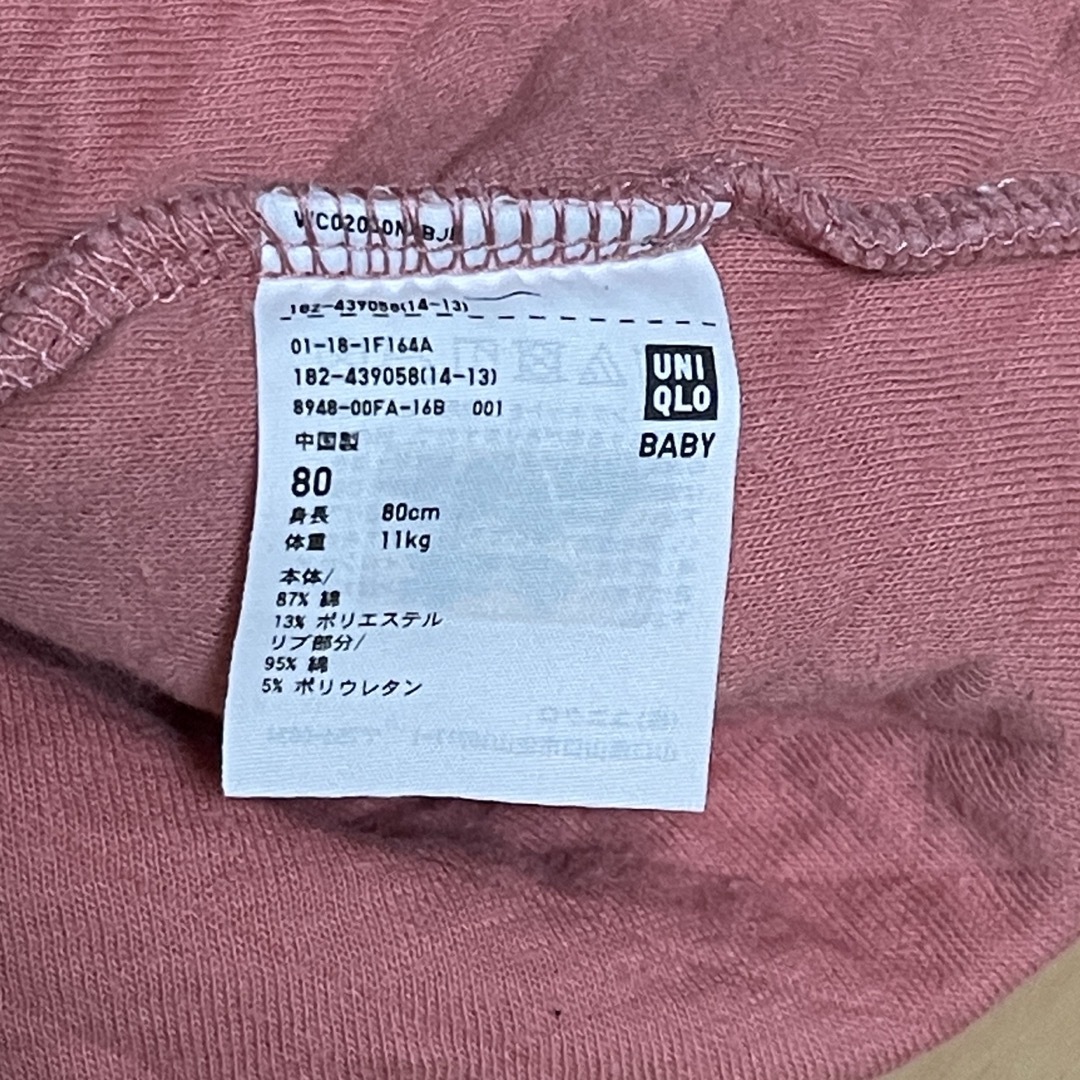 182-439058(14-13)
01-18-1F164A
182-439058(14-13)
8948-00FA-16B 001
中国製
80
身長 80cm
体重 11kg
本体/
87% 綿
13% ポリエステル
リブ部分/
95% 綿
5% ポリウレタン
UNI
QLO
BABY